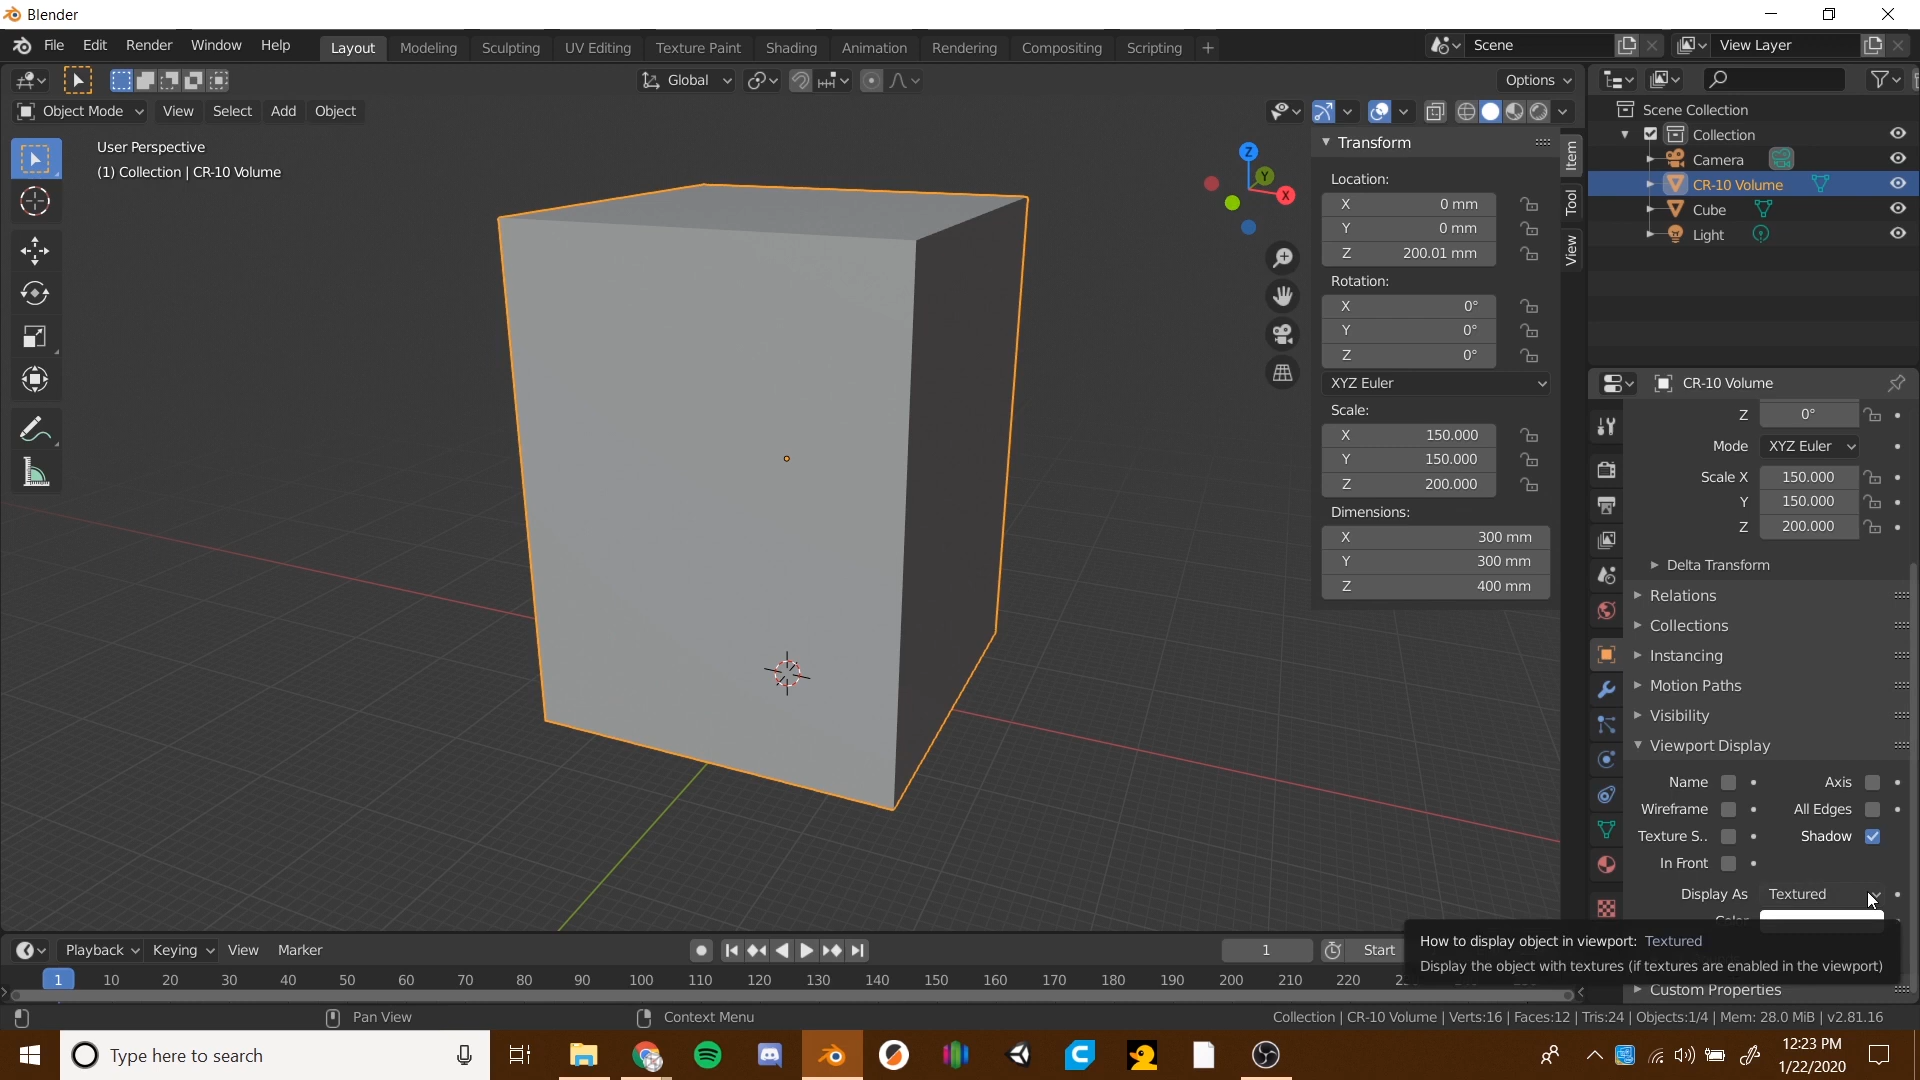 Blender
File Edit Render Window Help Layout Modeling Sculpting UV Editing Texture Paint Shading Animation Rendering Compositing Scripting + Scene View Layer
Global Options
Object Mode View Select Add Object
User Perspective
(1) Collection | CR-10 Volume
Z
Y
X
Transform
Location:
X 0 mm
Y 0 mm
Z 200.01 mm
Rotation:
X 0°
Y 0°
Z 0°
XYZ Euler
Scale:
X 150.000
Y 150.000
Z 200.000
Dimensions:
X 300 mm
Y 300 mm
Z 400 mm
Item
Tool
View
Scene Collection
Collection
Camera
CR-10 Volume
Cube
Light
CR-10 Volume
Z 0°
Mode XYZ Euler
Scale X 150.000
Y 150.000
Z 200.000
Delta Transform
Relations
Collections
Instancing
Motion Paths
Visibility
Viewport Display
Name Axis
Wireframe All Edges
Texture S.. Shadow
In Front
Display As Textured
How to display object in viewport: Textured
Display the object with textures (if textures are enabled in the viewport)
Custom Properties
Playback Keying View Marker 1 Start
1 10 20 30 40 50 60 70 80 90 100 110 120 130 140 150 160 170 180 190 200 210 220
Pan View Context Menu Collection | CR-10 Volume | Verts:16 | Faces:12 | Tris:24 | Objects:1/4 | Mem: 28.0 MiB | v2.81.16
Type here to search
12:23 PM
1/22/2020